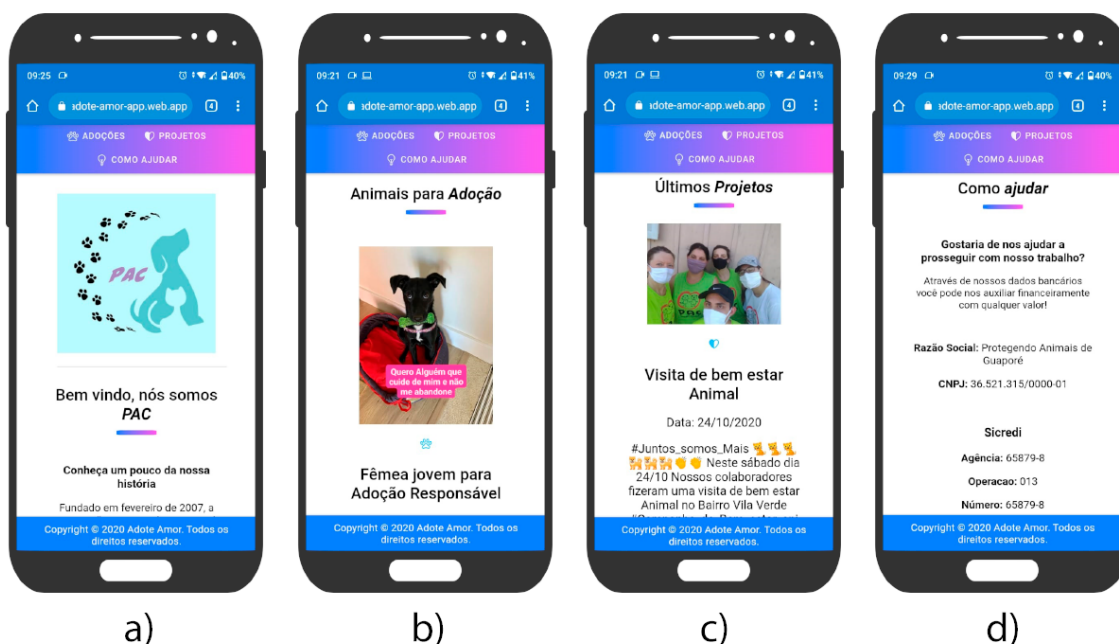 09:25
40%
adote-amor-app.web.app
4
ADOÇÕES
PROJETOS
COMO AJUDAR
PAC
Bem vindo, nós somos
PAC
Conheça um pouco da nossa
história
Fundado em fevereiro de 2007, a
Copyright © 2020 Adote Amor. Todos os
direitos reservados.
a)
09:21
41%
adote-amor-app.web.app
4
ADOÇÕES
PROJETOS
COMO AJUDAR
Animais para Adoção
Quero Alguém que
cuide de mim e não
me abandone
Fêmea jovem para
Adoção Responsável
Copyright © 2020 Adote Amor. Todos os
direitos reservados.
b)
09:21
41%
adote-amor-app.web.app
4
ADOÇÕES
PROJETOS
COMO AJUDAR
Últimos Projetos
PAC
Visita de bem estar
Animal
Data: 24/10/2020
#Juntos_somos_Mais
Neste sábado dia
24/10 Nossos colaboradores
fizeram uma visita de bem estar
Animal no Bairro Vila Verde
Copyright © 2020 Adote Amor. Todos os
direitos reservados.
c)
09:29
40%
adote-amor-app.web.app
4
ADOÇÕES
PROJETOS
COMO AJUDAR
Como ajudar
Gostaria de nos ajudar a
prosseguir com nosso trabalho?
Através de nossos dados bancários
você pode nos auxiliar financeiramente
com qualquer valor!
Razão Social: Protegendo Animais de
Guaporé
CNPJ: 36.521.315/0000-01
Sicredi
Agência: 65879-8
Operacao: 013
Número: 65879-8
Copyright © 2020 Adote Amor. Todos os
direitos reservados.
d)